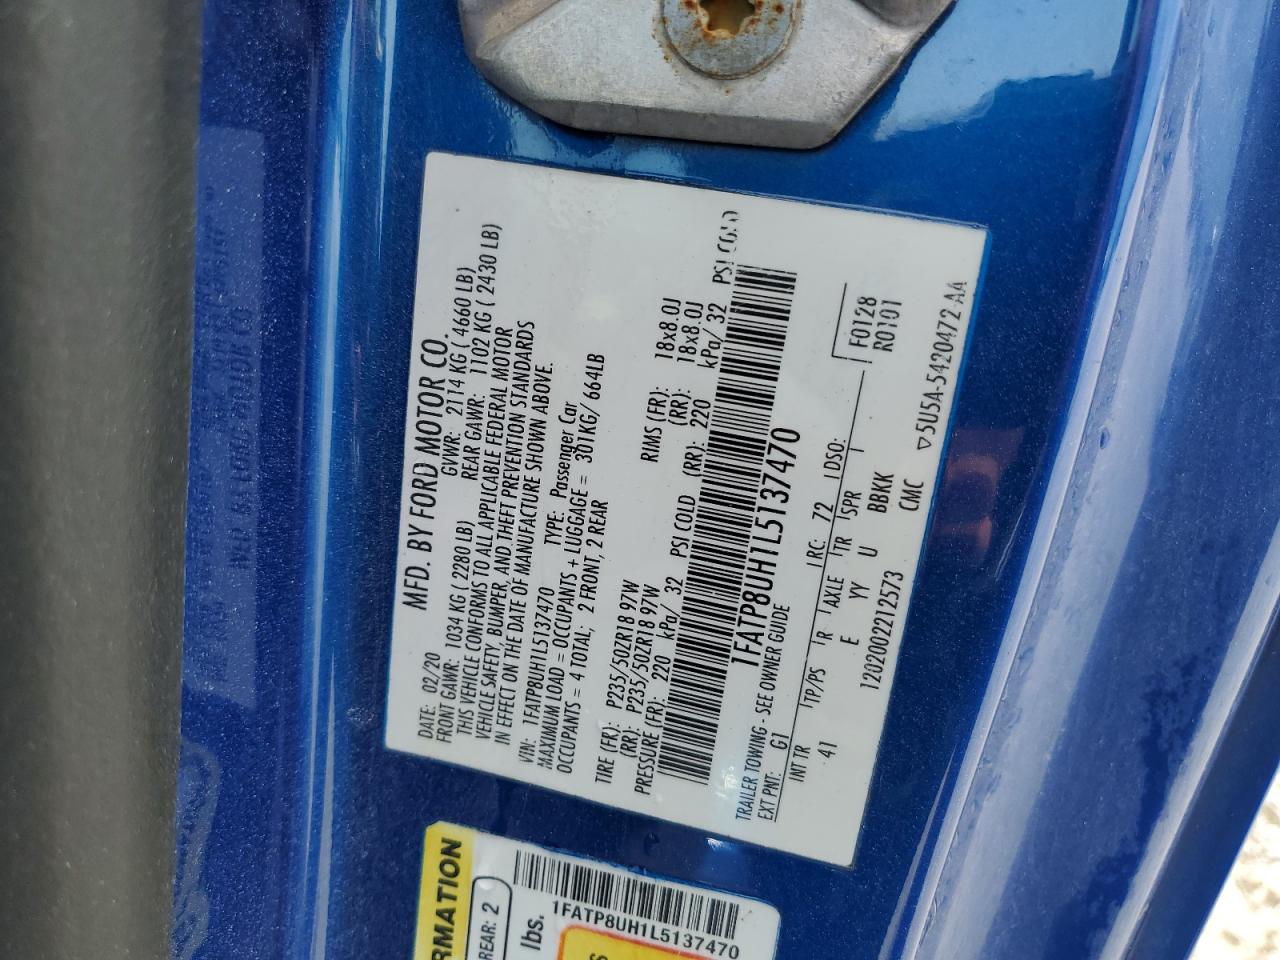 MFD. BY FORD MOTOR CO.
DATE: 02/20 GVWR: 2114 KG ( 4660 LB)
FRONT GAWR: 1034 KG ( 2280 LB) REAR GAWR: 1102 KG ( 2430 LB)
THIS VEHICLE CONFORMS TO ALL APPLICABLE FEDERAL MOTOR
VEHICLE SAFETY, BUMPER, AND THEFT PREVENTION STANDARDS
IN EFFECT ON THE DATE OF MANUFACTURE SHOWN ABOVE.
VIN: 1FATP8UH1L5137470 TYPE: Passenger Car
MAXIMUM LOAD = OCCUPANTS + LUGGAGE = 301KG/ 664LB
OCCUPANTS = 4 TOTAL; 2 FRONT, 2 REAR
TIRE (FR): P235/50ZR18 97W RIMS (FR): 18x8.0J
(RR): P235/50ZR18 97W (RR): 18x8.0J
PRESSURE (FR): 220 kPa/ 32 PSI COLD (RR): 220 kPa/ 32 PSI COLD
1FATP8UH1L5137470
TRAILER TOWING - SEE OWNER GUIDE
EXT PNT: G1 RC: 72 DSO: F0128
INT TR TP/PS R AXLE TR SPR R0101
41 E YY U BBKK
12020022212573 CMC
▽5U5A-5420472-AA
RMATION
REAR: 2
lbs.
1FATP8UH1L5137470